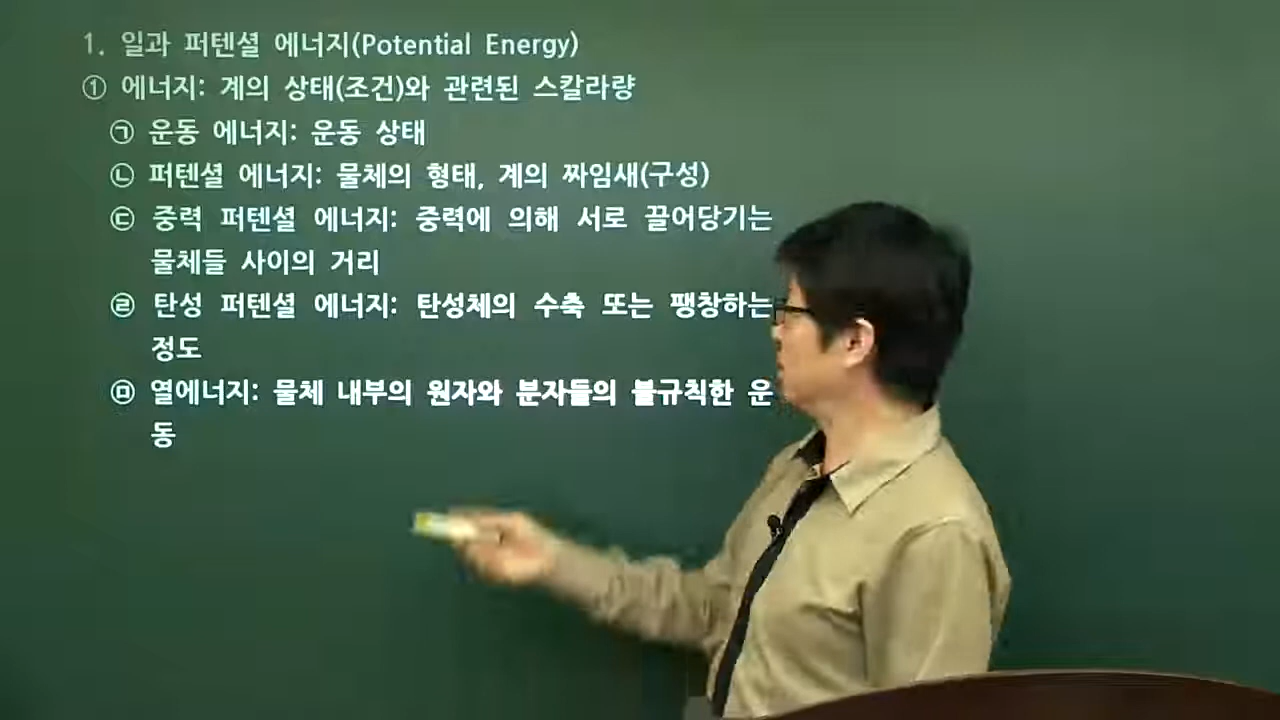 1. 일과 퍼텐셜 에너지(Potential Energy)
① 에너지: 계의 상태(조건)와 관련된 스칼라량
㉠ 운동 에너지: 운동 상태
㉡ 퍼텐셜 에너지: 물체의 형태, 계의 짜임새(구성)
㉢ 중력 퍼텐셜 에너지: 중력에 의해 서로 끌어당기는
물체들 사이의 거리
㉣ 탄성 퍼텐셜 에너지: 탄성체의 수축 또는 팽창하는
정도
㉤ 열에너지: 물체 내부의 원자와 분자들의 불규칙한 운
동